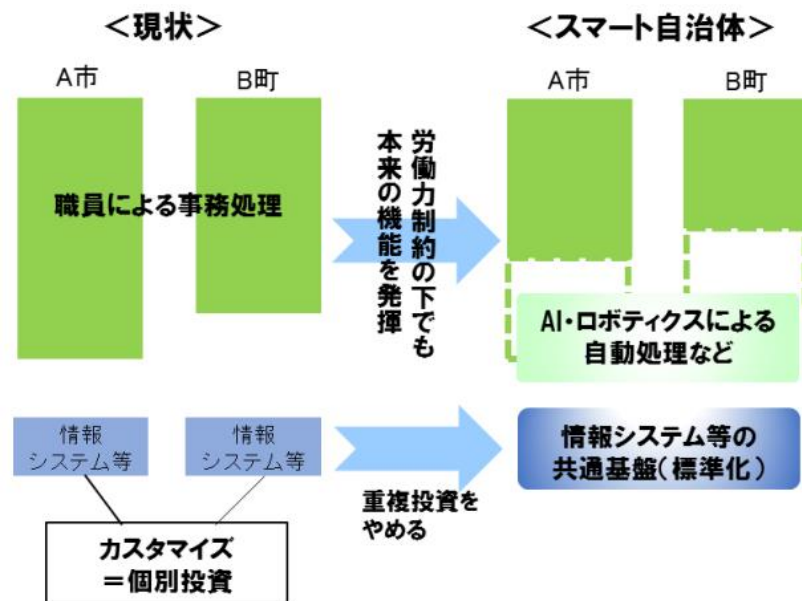 ＜現状＞
A市
B町
職員による事務処理
情報
システム等
情報
システム等
カスタマイズ
＝個別投資
労働力制約の下でも
本来の機能を発揮
重複投資を
やめる
＜スマート自治体＞
A市
B町
AI・ロボティクスによる
自動処理など
情報システム等の
共通基盤（標準化）